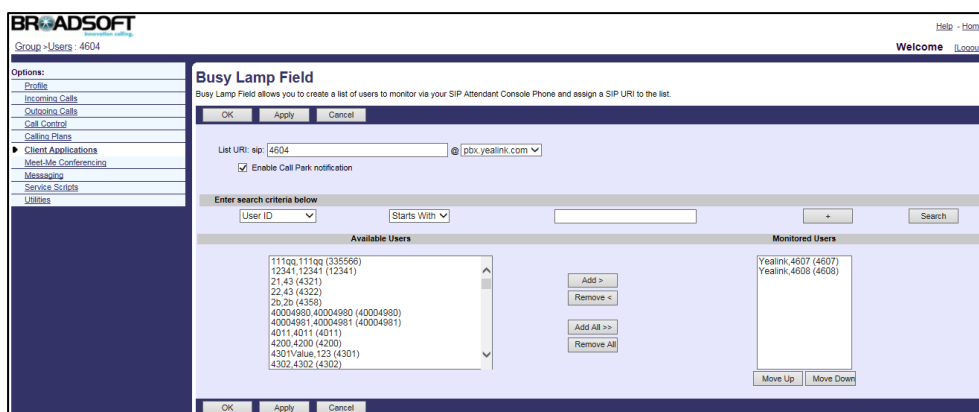 BROADSOFT
Innovation calling.
Help - Hom
Group >Users : 4604
Welcome [Logou
Options:
Profile
Incoming Calls
Outgoing Calls
Call Control
Calling Plans
Client Applications
Meet-Me Conferencing
Messaging
Service Scripts
Utilities
Busy Lamp Field
Busy Lamp Field allows you to create a list of users to monitor via your SIP Attendant Console Phone and assign a SIP URI to the list.
OK Apply Cancel
List URI: sip: 4604 @ pbx.yealink.com
Enable Call Park notification
Enter search criteria below
User ID Starts With + Search
Available Users Monitored Users
111qq,111qq (335566)
12341,12341 (12341)
21,43 (4321)
22,43 (4322)
2b,2b (4358)
40004980,40004980 (40004980)
40004981,40004981 (40004981)
4011,4011 (4011)
4200,4200 (4200)
4301Value,123 (4301)
4302,4302 (4302)
Add >
Remove <
Add All >>
Remove All
Yealink,4607 (4607)
Yealink,4608 (4608)
Move Up Move Down
OK Apply Cancel